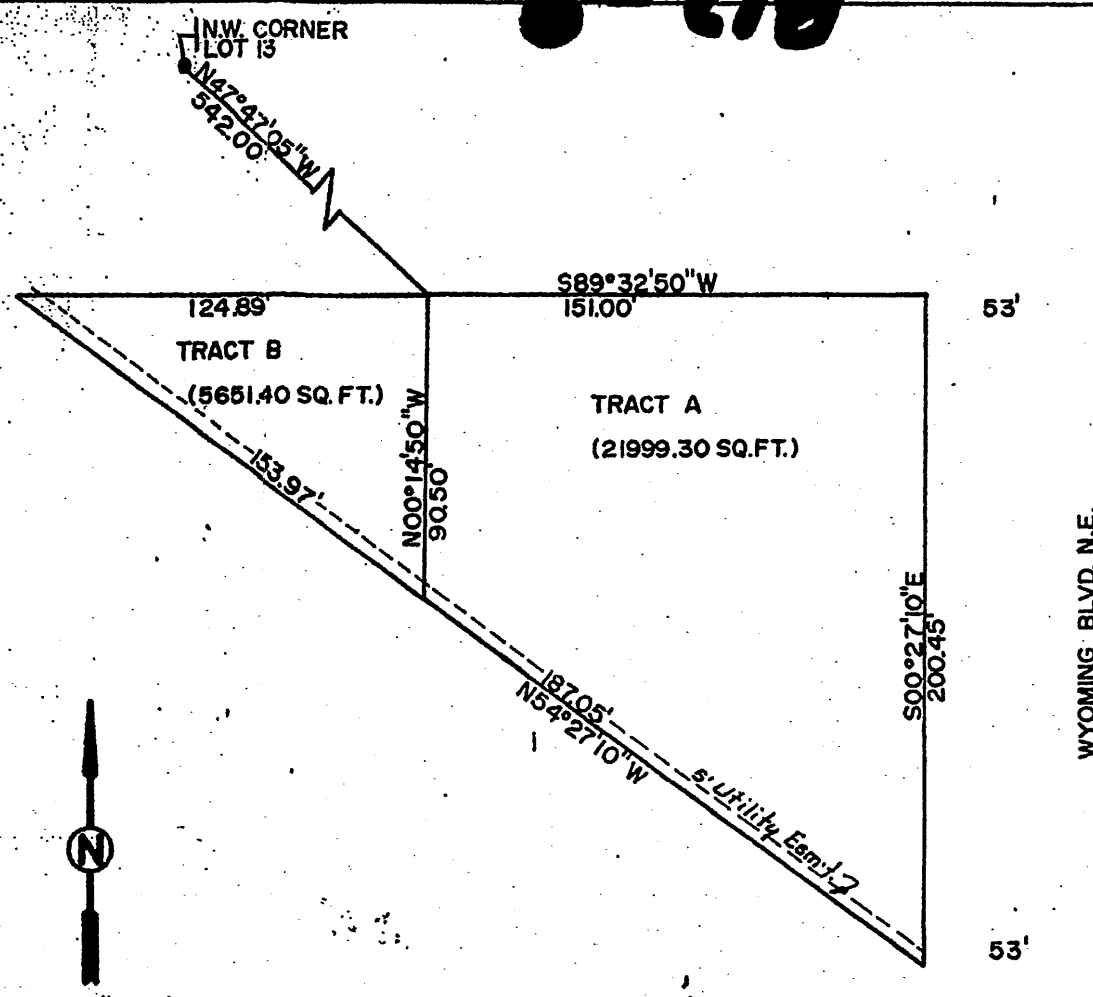 N.W. CORNER
LOT 13
N47°47'05"W
542.00'
S89°32'50"W
124.89'
151.00'
53'
TRACT B
(5651.40 SQ. FT.)
TRACT A
(21999.30 SQ.FT.)
N00°14'50"W
90.50'
153.97'
S00°27'10"E
200.45'
WYOMING BLVD. N.E.
187.05'
N54°27'10"W
5' Utility Esm't
N
53'